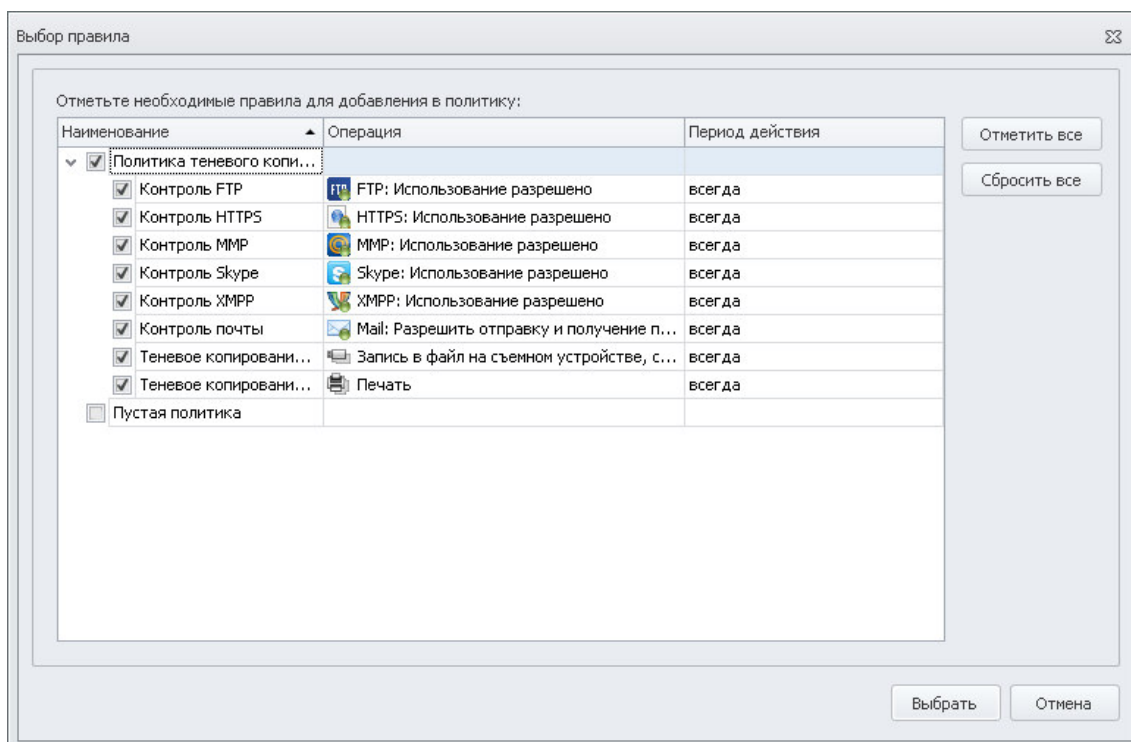 Выбор правила
Отметьте необходимые правила для добавления в политику:
Наименование Операция Период действия
Отметить все
Политика теневого копи...
Сбросить все
Контроль FTP FTP FTP: Использование разрешено всегда
Контроль HTTPS HTTPS: Использование разрешено всегда
Контроль MMP MMP: Использование разрешено всегда
Контроль Skype Skype: Использование разрешено всегда
Контроль XMPP XMPP: Использование разрешено всегда
Контроль почты Mail: Разрешить отправку и получение п... всегда
Теневое копировани... Запись в файл на съемном устройстве, с... всегда
Теневое копировани... Печать всегда
Пустая политика
Выбрать Отмена